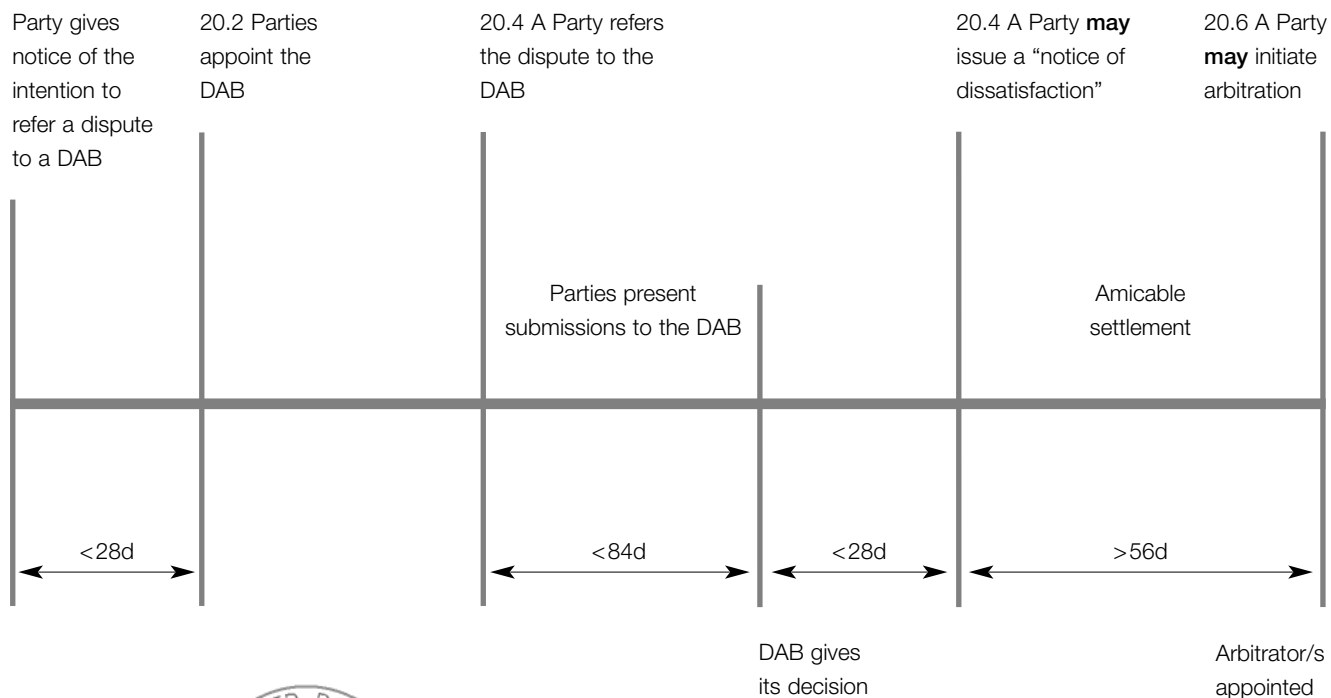 Party gives
notice of the
intention to
refer a dispute
to a DAB
20.2 Parties
appoint the
DAB
20.4 A Party refers
the dispute to the
DAB
20.4 A Party may
issue a “notice of
dissatisfaction”
20.6 A Party
may initiate
arbitration
Parties present
submissions to the DAB
Amicable
settlement
<28d
<84d
<28d
>56d
DAB gives
its decision
Arbitrator/s
appointed